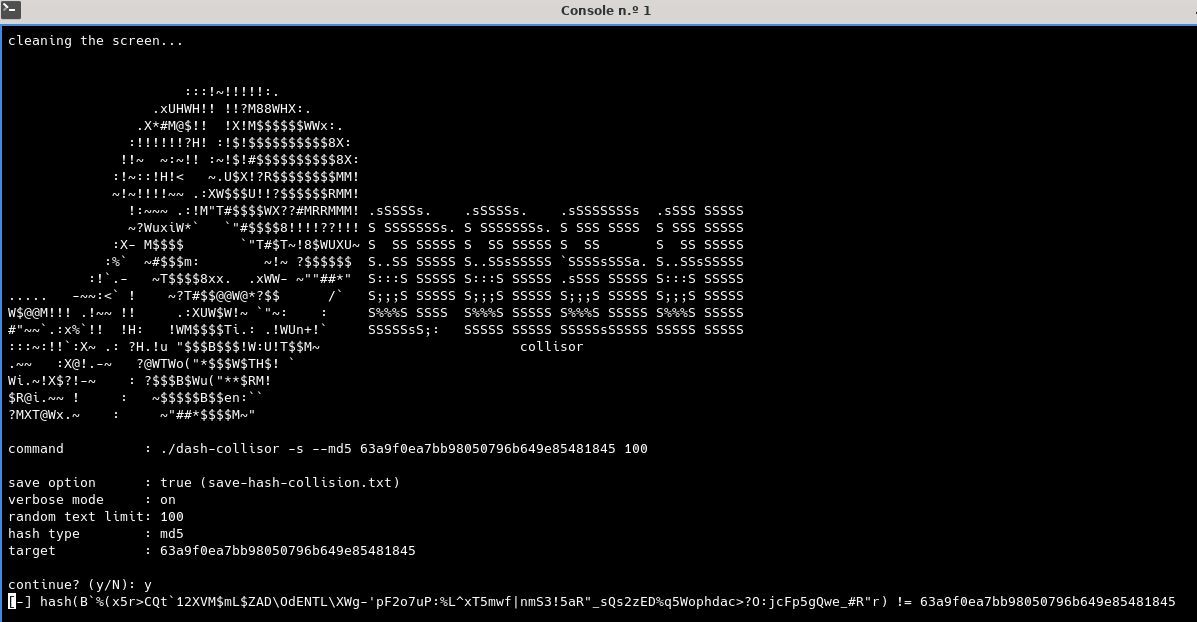 Console n.º 1
cleaning the screen...
:::!~!!!!!:.
.xUHWH!! !!?M88WHX:.
.X*#M@$!!  !X!M$$$$$$WWx:.
:!!!!!!?H! :!$!$$$$$$$$$$8X:
!!~  ~:~!! :~!$!#$$$$$$$$$$8X:
:!~::!H!<   ~.U$X!?R$$$$$$$$MM!
~!~!!!!~~ .:XW$$$U!!?$$$$$$RMM!
!:~~~ .:!M"T#$$$$WX??#MRRMMM! .sSSSSs.    .sSSSSs.    .sSSSSSSSs  .sSSS SSSSS
~?WuxiW*`   `"#$$$$8!!!!??!!! S SSSSSSSs. S SSSSSSSs. S SSS SSSS  S SSS SSSSS
:X- M$$$$       `"T#$T~!8$WUXU~ S  SS SSSSS S  SS SSSSS S  SS       S  SS SSSSS
:%`  ~#$$$m:        ~!~ ?$$$$$$  S..SS SSSSS S..SSsSSSSS `SSSSsSSSa. S..SSsSSSSS
:!`.-   ~T$$$$8xx.  .xWW- ~""##*"  S:::S SSSSS S:::S SSSSS .sSSS SSSSS S:::S SSSSS
.....   -~~:<` !    ~?T#$$@@W@*?$$      /`   S;;;S SSSSS S;;;S SSSSS S;;;S SSSSS S;;;S SSSSS
W$@@M!!! .!~~ !!     .:XUW$W!~ `"~:    :     S%%%S SSSS  S%%%S SSSSS S%%%S SSSSS S%%%S SSSSS
#"~~`.:x%`!!  !H:   !WM$$$$Ti.: .!WUn+!`     SSSSSsS;:   SSSSS SSSSS SSSSSsSSSSS SSSSS SSSSS
:::~:!!`:X~ .: ?H.!u "$$$B$$$!W:U!T$$M~                         collisor
.~~   :X@!.-~   ?@WTWo("*$$$W$TH$! `
Wi.~!X$?!-~    : ?$$$B$Wu("**$RM!
$R@i.~~ !     :   ~$$$$$B$$en:``
?MXT@Wx.~    :     ~"##*$$$$M~"
command          : ./dash-collisor -s --md5 63a9f0ea7bb98050796b649e85481845 100
save option      : true (save-hash-collision.txt)
verbose mode     : on
random text limit: 100
hash type        : md5
target           : 63a9f0ea7bb98050796b649e85481845
continue? (y/N): y
[-] hash(B`%(x5r>CQt`12XVM$mL$ZAD\OdENTL\XWg-'pF2o7uP:%L^xT5mwf|nmS3!5aR"_sQs2zED%q5Wophdac>?O:jcFp5gQwe_#R"r) != 63a9f0ea7bb98050796b649e85481845